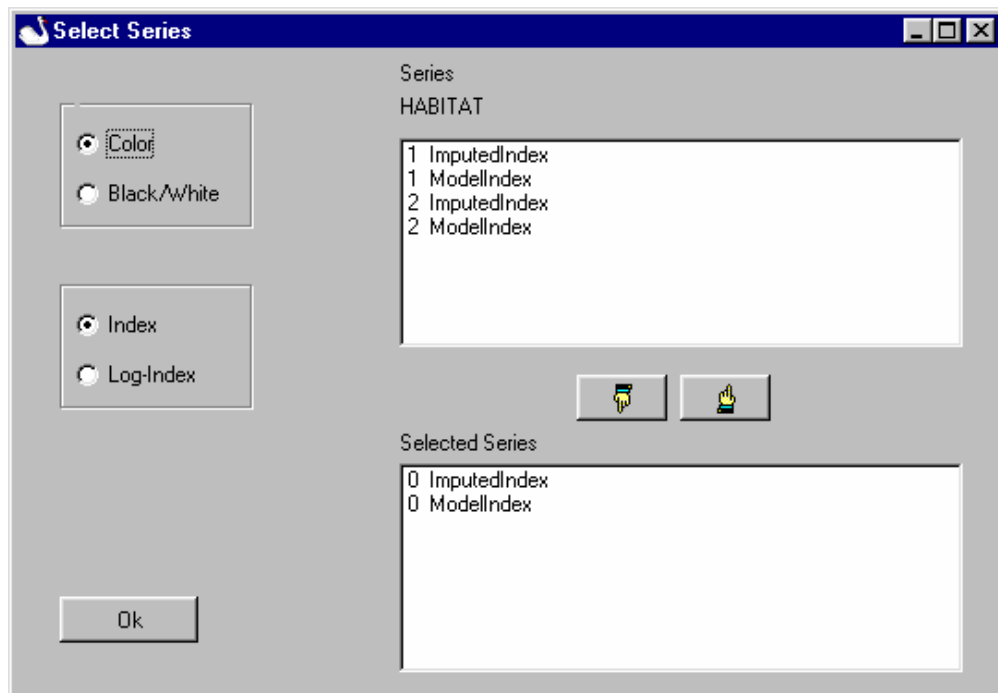 Select Series
Color
Black/White
Index
Log-Index
Ok
Series
HABITAT
1 ImputedIndex
1 ModelIndex
2 ImputedIndex
2 ModelIndex
Selected Series
0 ImputedIndex
0 ModelIndex